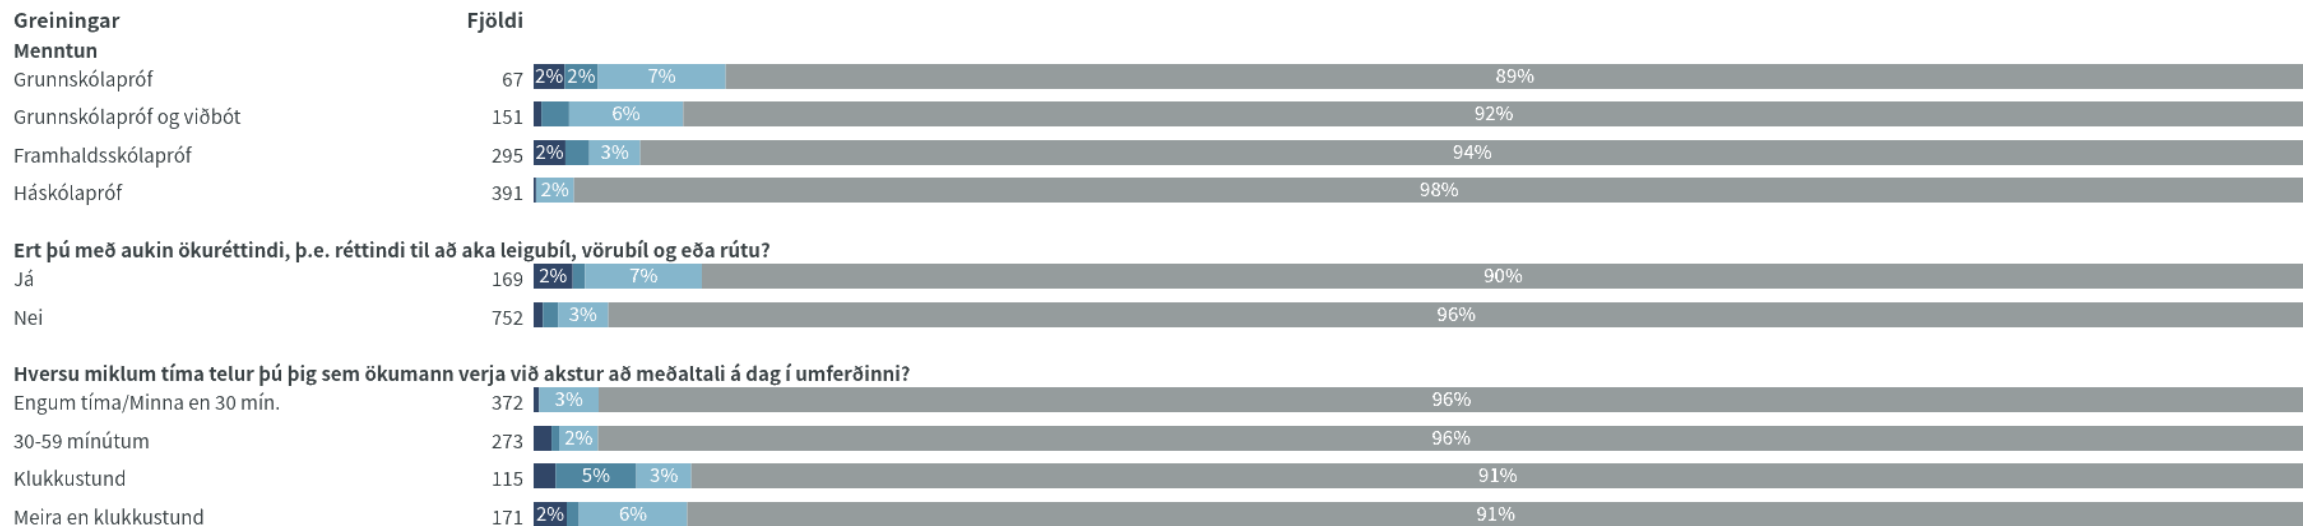 Greiningar Fjöldi
Menntun
Grunnskólapróf 67 2% 2% 7% 89%
Grunnskólapróf og viðbót 151 6% 92%
Framhaldsskólapróf 295 2% 3% 94%
Háskólapróf 391 2% 98%
Ert þú með aukin ökuréttindi, þ.e. réttindi til að aka leigubíl, vörubíl og eða rútu?
Já 169 2% 7% 90%
Nei 752 3% 96%
Hversu miklum tíma telur þú þig sem ökumann verja við akstur að meðaltali á dag í umferðinni?
Engum tíma/Minna en 30 mín. 372 3% 96%
30-59 mínútum 273 2% 96%
Klukkustund 115 5% 3% 91%
Meira en klukkustund 171 2% 6% 91%